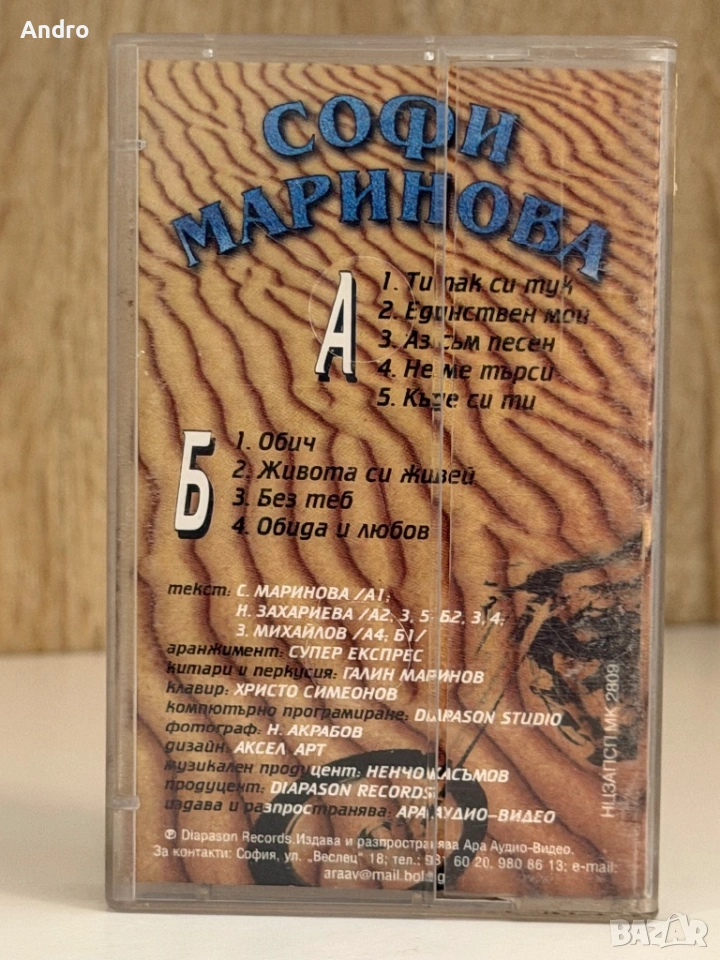 Andro
СОФИ
МАРИНОВА
А
1. Ти пак си тук
2. Единствен мой
3. Аз съм песен
4. Не ме търси
5. Къде си ти
Б
1. Обич
2. Живота си живей
3. Без теб
4. Обида и любов
текст: С. МАРИНОВА /А1;
Н. ЗАХАРИЕВА /А2, 3, 5; Б2, 3, 4;
З. МИХАЙЛОВ /А4; Б1/
аранжимент: СУПЕР ЕКСПРЕС
китари и перкусия: ГАЛИН МАРИНОВ
клавир: ХРИСТО СИМЕОНОВ
компютърно програмиране: DIAPASON STUDIO
фотограф: Н. АКРАБОВ
дизайн: АКСЕЛ АРТ
музикален продуцент: НЕНЧО КАСЪМОВ
продуцент: DIAPASON RECORDS
издава и разпространява: АРА АУДИО-ВИДЕО
℗ Diapason Records. Издава и разпространява Ара Аудио-Видео.
За контакти: София, ул. „Веслец" 18; тел.: 981 60 20, 980 86 13; e-mail:
araav@mail.bol.bg
НЦЗАПСП МК 2809
BAZAR